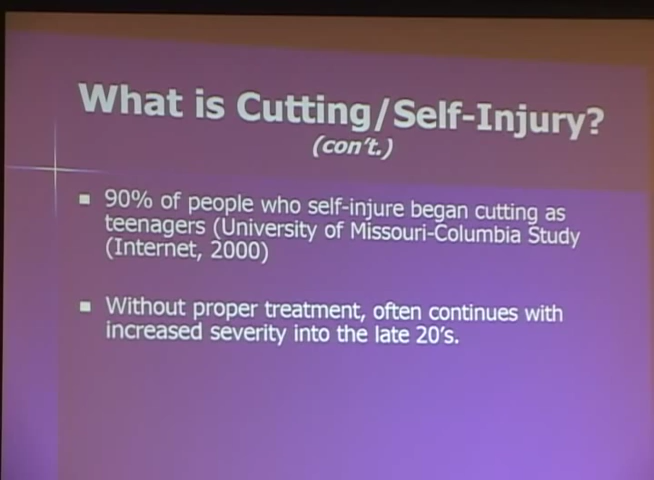 What is Cutting/Self-Injury?
(con't.)
90% of people who self-injure began cutting as
teenagers (University of Missouri-Columbia Study
(Internet, 2000)
Without proper treatment, often continues with
increased severity into the late 20's.